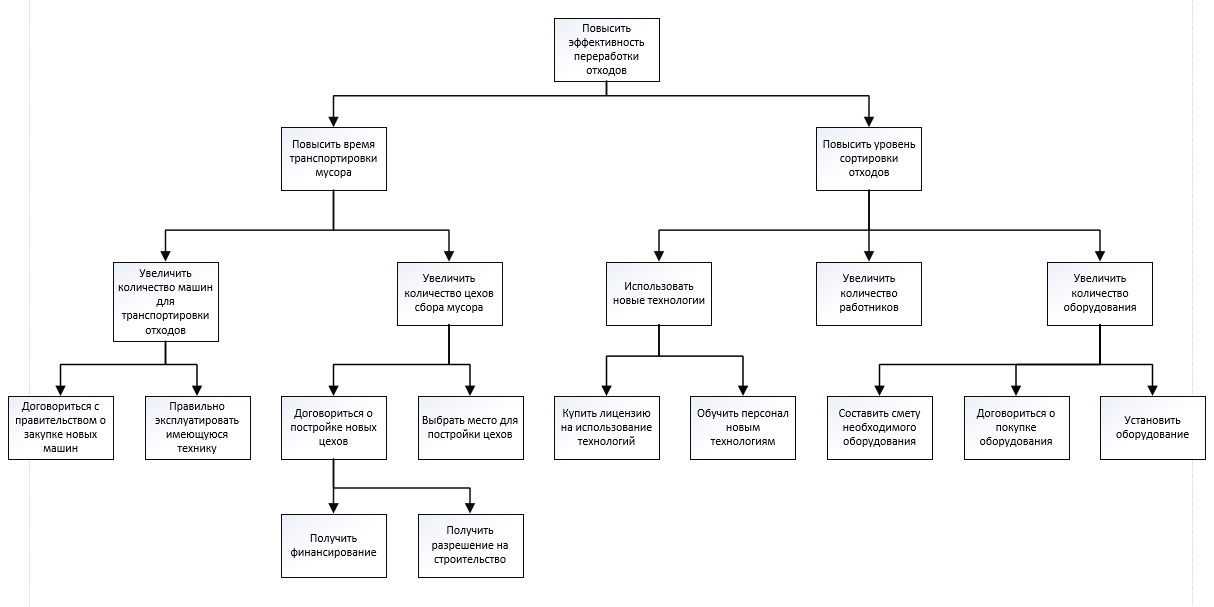 Повысить
эффективность
переработки
отходов
Повысить время
транспортировки
мусора
Повысить уровень
сортировки
отходов
Увеличить
количество машин
для
транспортировки
отходов
Увеличить
количество цехов
сбора мусора
Использовать
новые технологии
Увеличить
количество
работников
Увеличить
количество
оборудования
Договориться с
правительством о
закупке новых
машин
Правильно
эксплуатировать
имеющуюся
технику
Договориться о
постройке новых
цехов
Выбрать место для
постройки цехов
Купить лицензию
на использование
технологий
Обучить персонал
новым
технологиям
Составить смету
необходимого
оборудования
Договориться о
покупке
оборудования
Установить
оборудование
Получить
финансирование
Получить
разрешение на
строительство